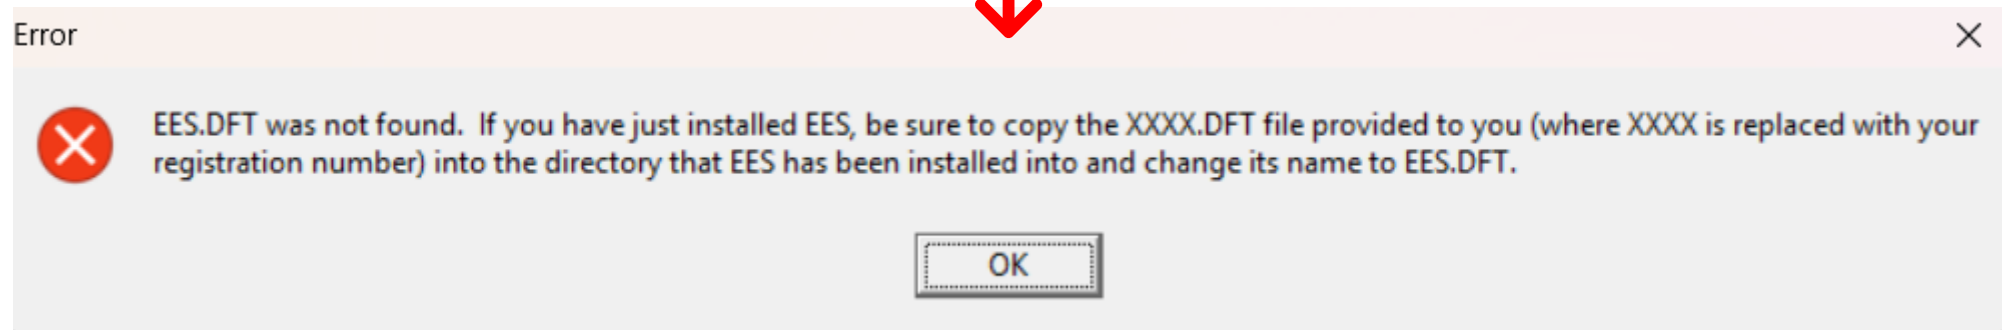 Error
EES.DFT was not found.  If you have just installed EES, be sure to copy the XXXX.DFT file provided to you (where XXXX is replaced with your
registration number) into the directory that EES has been installed into and change its name to EES.DFT.
OK